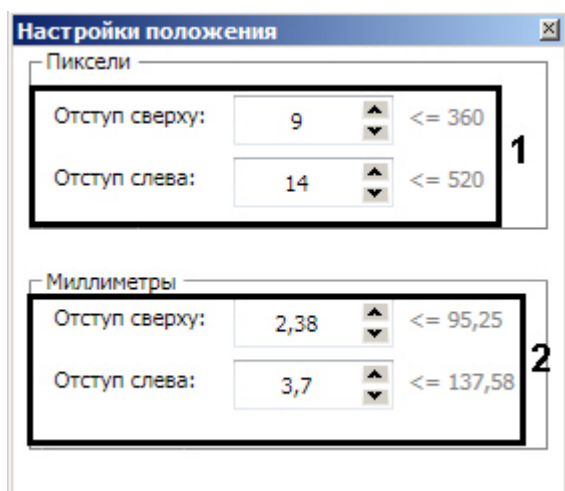 Настройки положения
Пиксели
Отступ сверху: 9 <= 360
1
Отступ слева: 14 <= 520
Миллиметры
Отступ сверху: 2,38 <= 95,25
2
Отступ слева: 3,7 <= 137,58